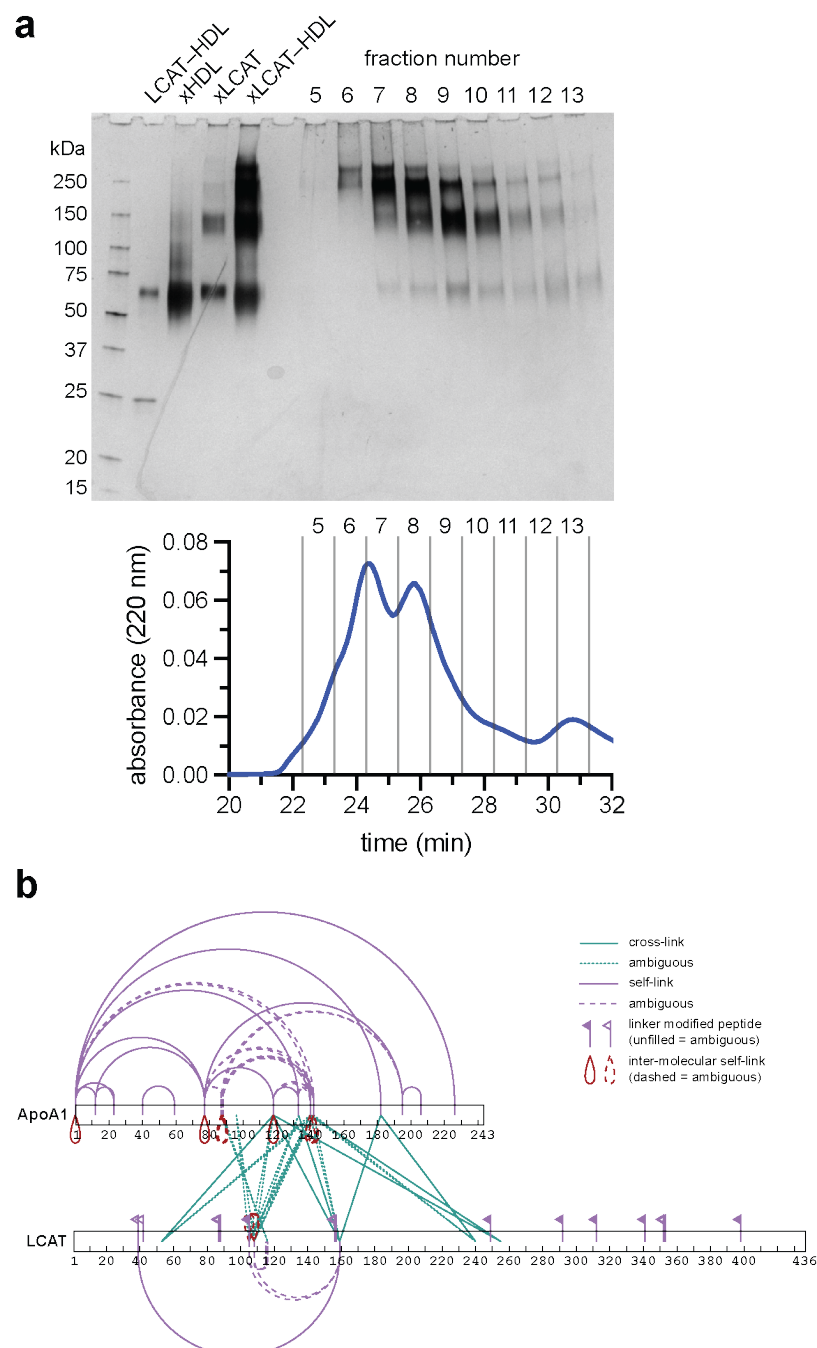 a
LCAT–HDL
xHDL
xLCAT
xLCAT–HDL
fraction number
5 6 7 8 9 10 11 12 13
kDa
250
150
100
75
50
37
25
20
15
5 6 7 8 9 10 11 12 13
absorbance (220 nm)
0.08
0.06
0.04
0.02
0.00
20 22 24 26 28 30 32
time (min)
b
cross-link
ambiguous
self-link
ambiguous
linker modified peptide
(unfilled = ambiguous)
inter-molecular self-link
(dashed = ambiguous)
ApoA1
1 20 40 60 80 100 120 140 160 180 200 220 243
LCAT
1 20 40 60 80 100 120 140 160 180 200 220 240 260 280 300 320 340 360 380 400 436